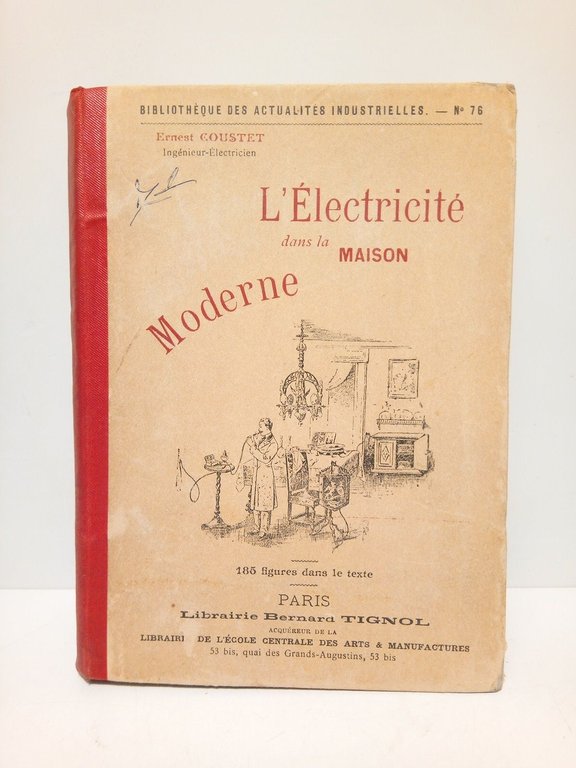 BIBLIOTHÈQUE DES ACTUALITÉS INDUSTRIELLES. — Nº 76
Ernest COUSTET
Ingénieur-Électricien
L'Électricité
dans la MAISON
Moderne
185 figures dans le texte
PARIS
Librairie Bernard TIGNOL
ACQUÉREUR DE LA
LIBRAIRI DE L'ÉCOLE CENTRALE DES ARTS & MANUFACTURES
53 bis, quai des Grands-Augustins, 53 bis